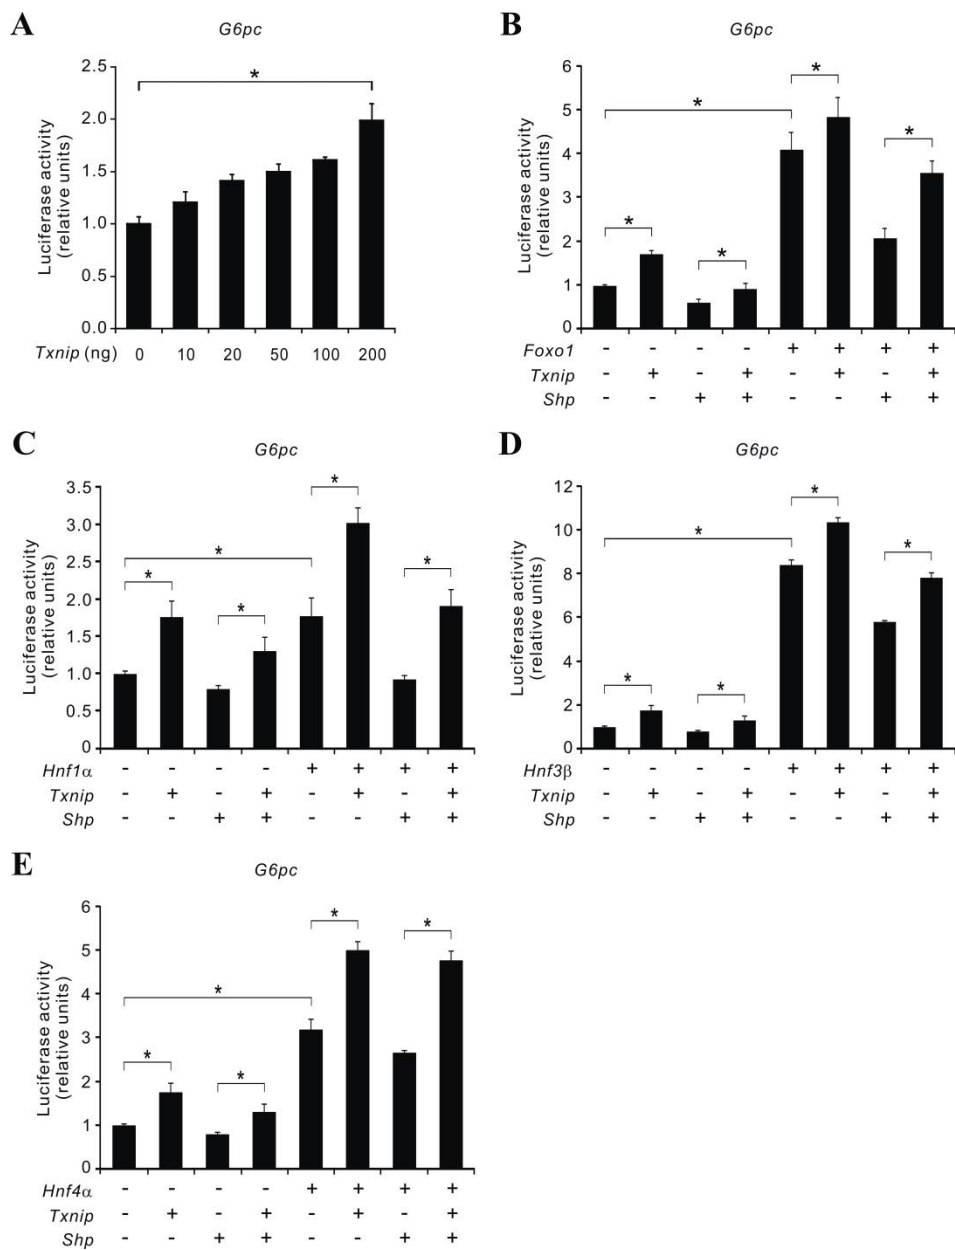 A
G6pc
Luciferase activity
(relative units)
2.5
2.0
1.5
1.0
0.5
0.0
*
Txnip (ng) 0 10 20 50 100 200
B
G6pc
Luciferase activity
(relative units)
6
5
4
3
2
1
0
* * * * *
Foxo1 - - - - + + + +
Txnip - + - + - + - +
Shp - - + + - - + +
C
G6pc
Luciferase activity
(relative units)
3.5
3.0
2.5
2.0
1.5
1.0
0.5
0
* * * * *
Hnf1α - - - - + + + +
Txnip - + - + - + - +
Shp - - + + - - + +
D
G6pc
Luciferase activity
(relative units)
12
10
8
6
4
2
0
* * * * *
Hnf3β - - - - + + + +
Txnip - + - + - + - +
Shp - - + + - - + +
E
G6pc
Luciferase activity
(relative units)
6
5
4
3
2
1
0
* * * * *
Hnf4α - - - - + + + +
Txnip - + - + - + - +
Shp - - + + - - + +